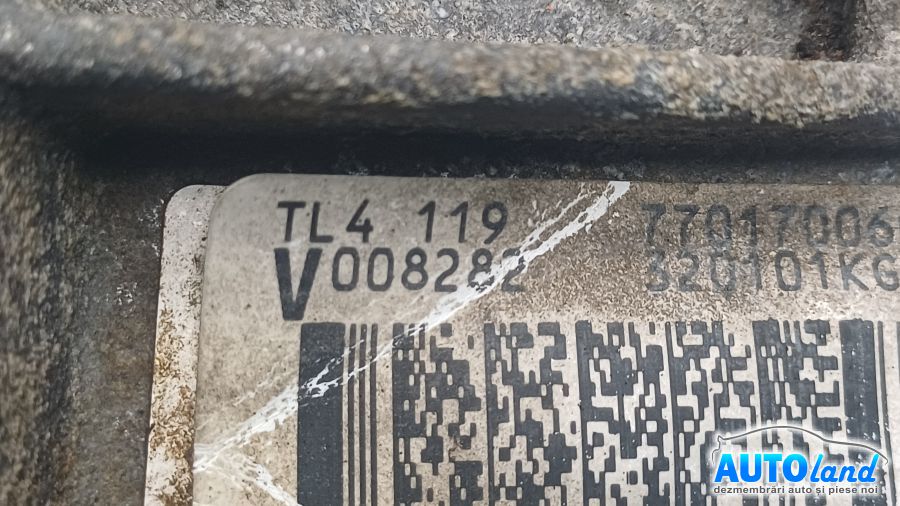 TL4 119 77017006
V008282 320101KG
AUTOland
dezmembrări auto și piese noi